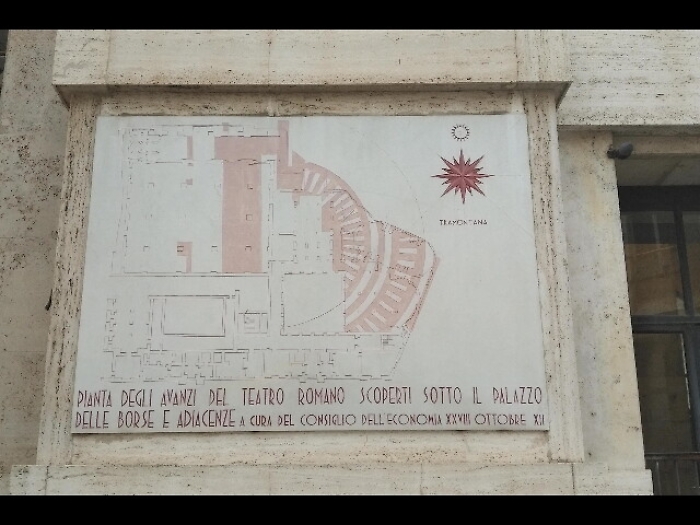 TRAMONTANA
PIANTA DEGLI AVANZI DEL TEATRO ROMANO SCOPERTI SOTTO IL PALAZZO
DELLE BORSE E ADIACENZE A CURA DEL CONSIGLIO DELL'ECONOMIA XXVIII OTTOBRE XII